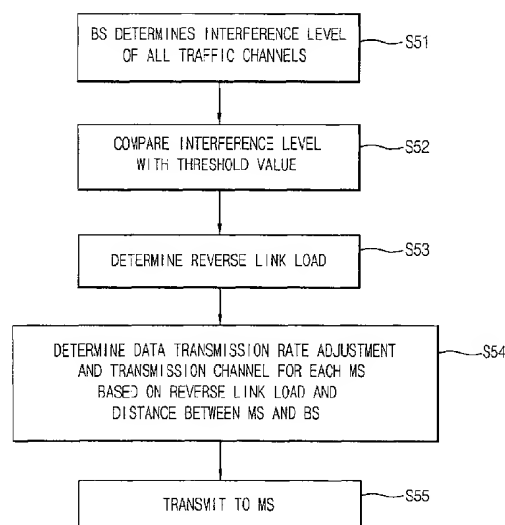 BS DETERMINES INTERFERENCE LEVEL
OF ALL TRAFFIC CHANNELS
S51
COMPARE INTERFERENCE LEVEL
WITH THRESHOLD VALUE
S52
DETERMINE REVERSE LINK LOAD
S53
DETERMINE DATA TRANSMISSION RATE ADJUSTMENT
AND TRANSMISSION CHANNEL FOR EACH MS
BASED ON REVERSE LINK LOAD AND
DISTANCE BETWEEN MS AND BS
S54
TRANSMIT TO MS
S55